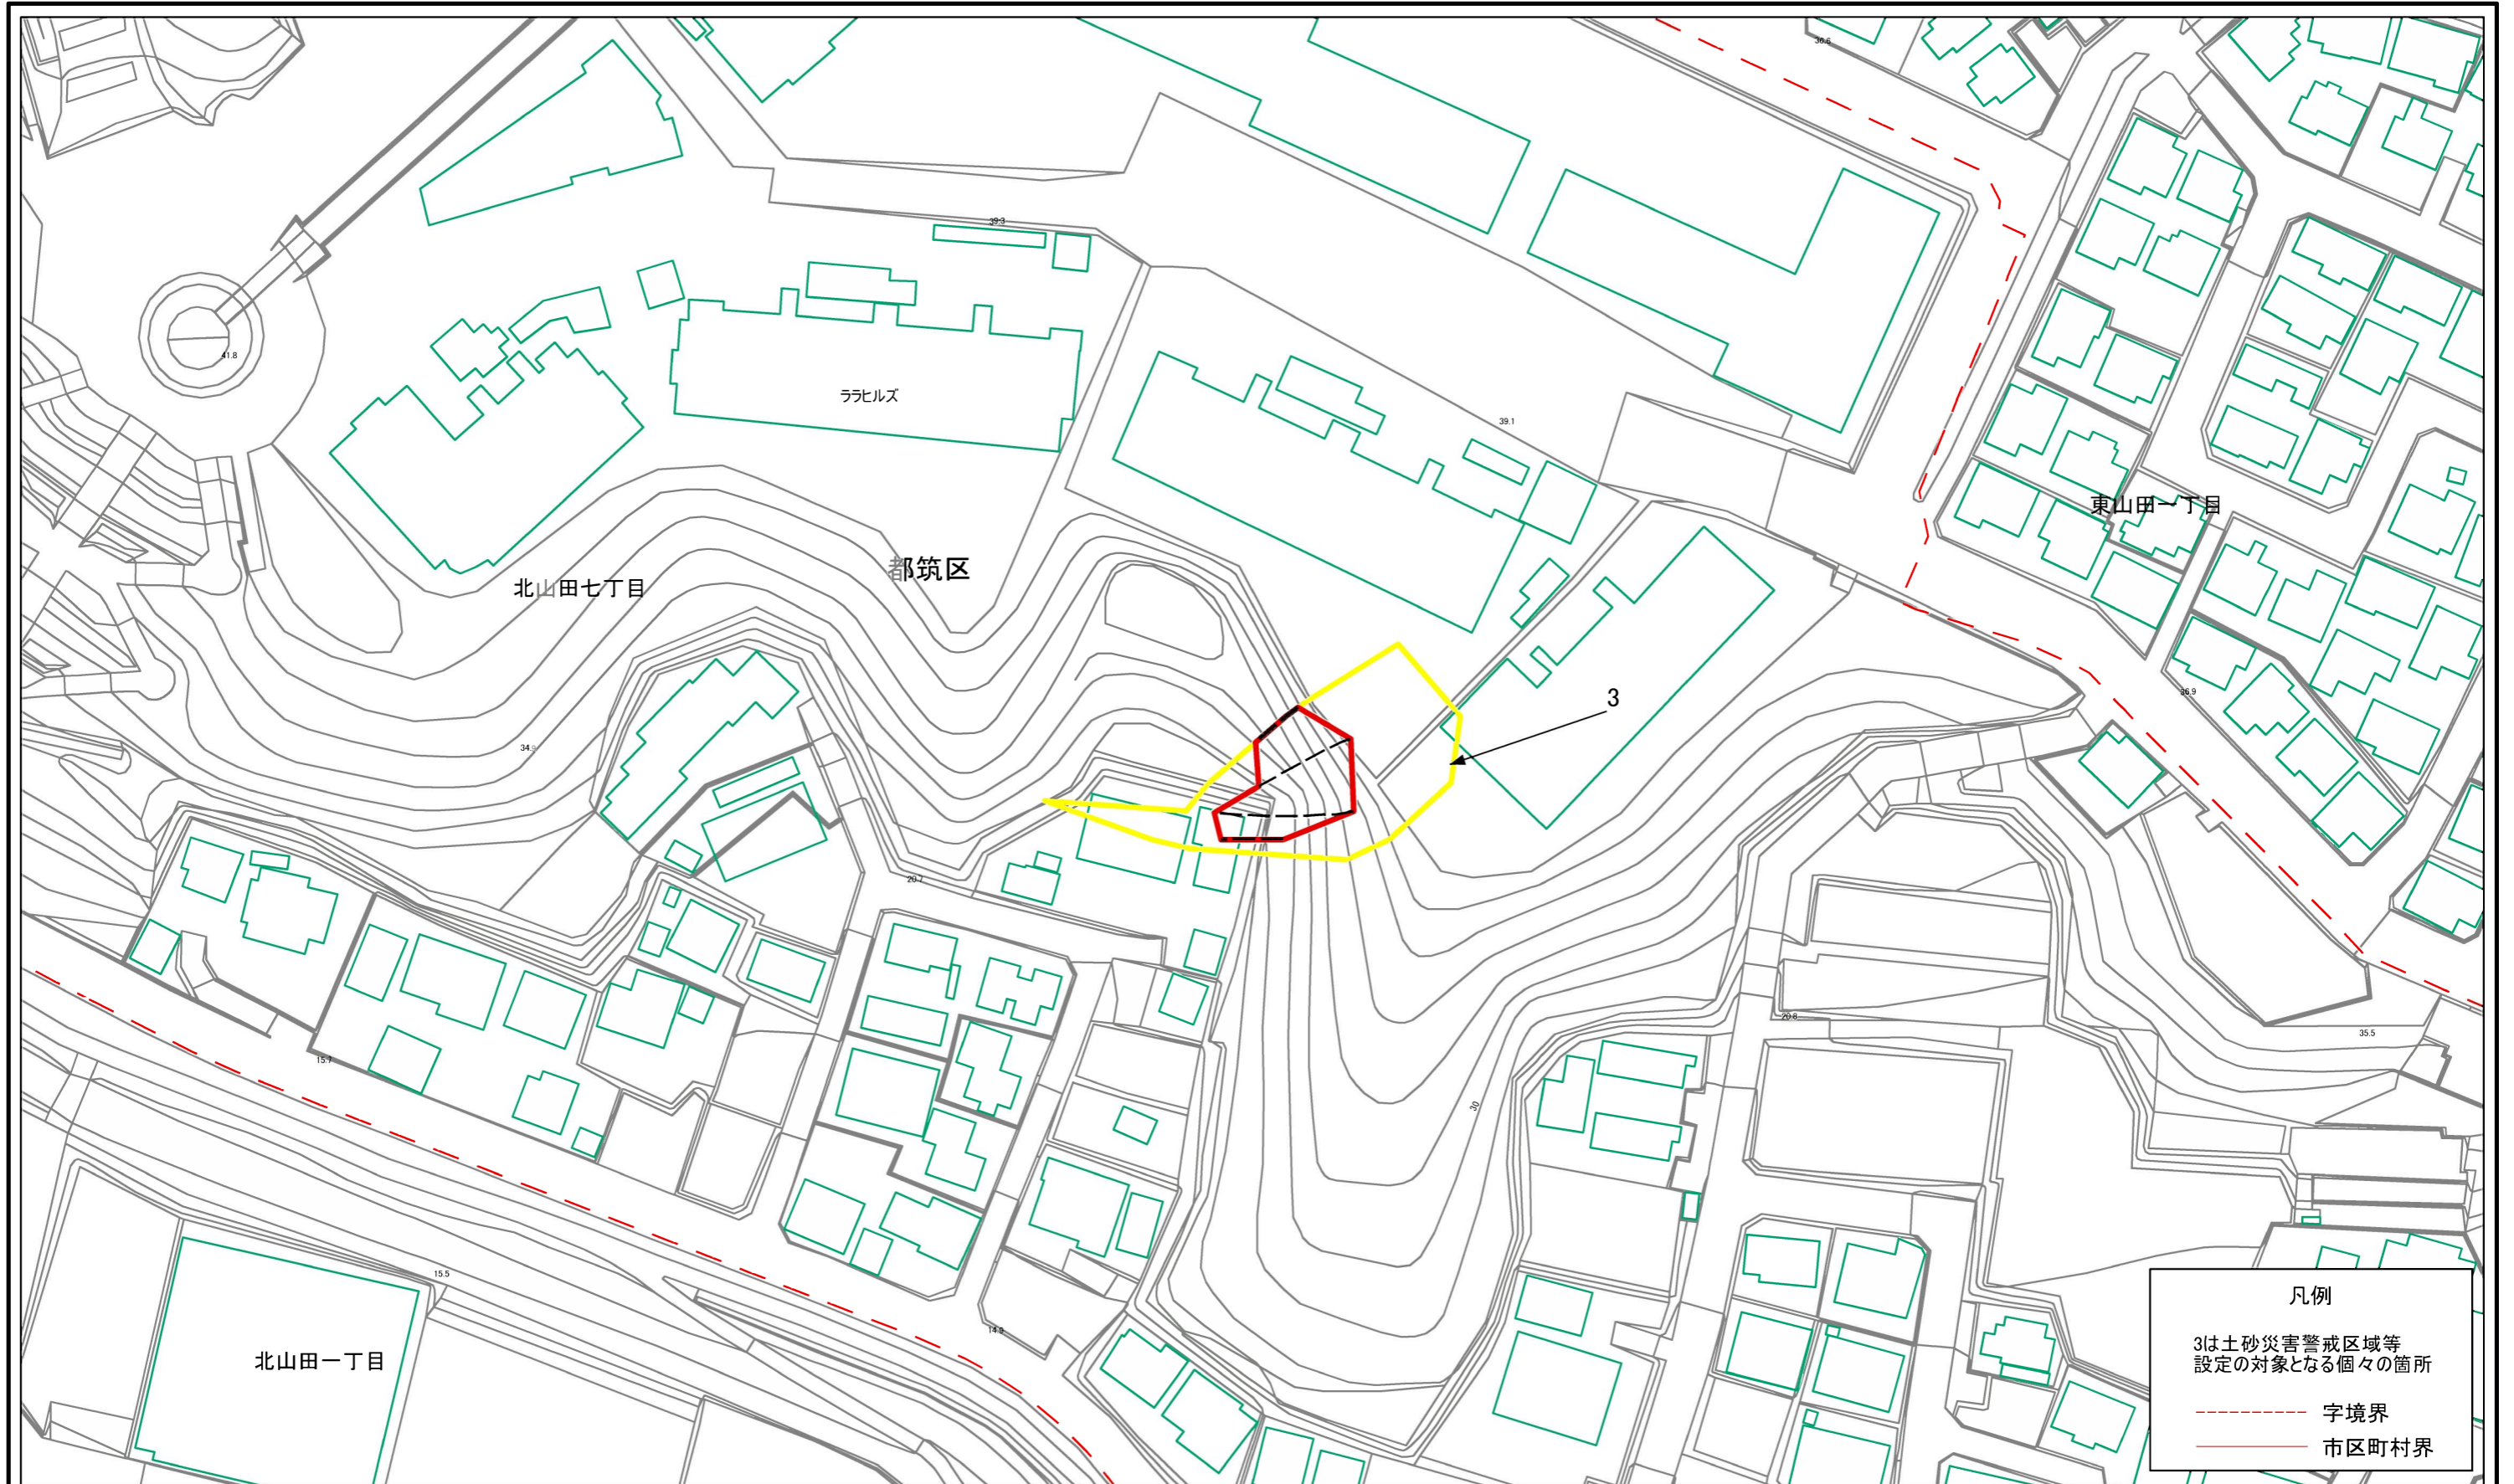 36.6
39.3
41.8
ララヒルズ
39.1
東山田一丁目
都筑区
北山田七丁目
3
36.9
34.9
20.7
20.8
35.5
15.7
30
15.5
14.9
北山田一丁目
凡例
3は土砂災害警戒区域等
設定の対象となる個々の箇所
字境界
市区町村界